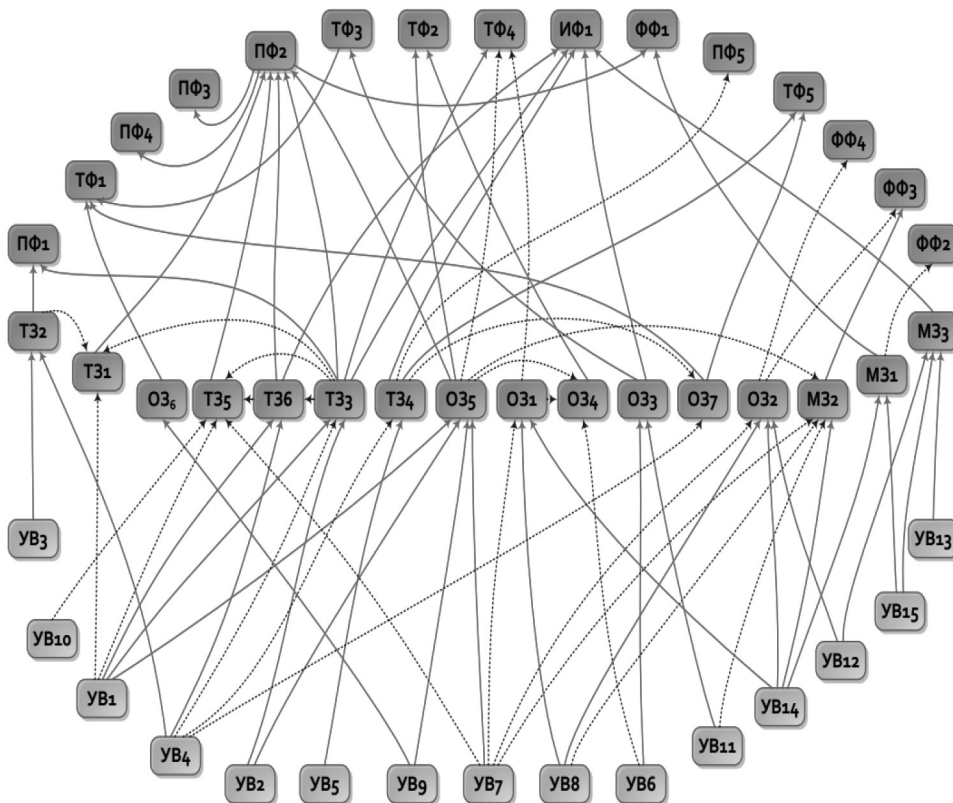 ТФ3 ТФ2 ТФ4 ИФ1 ФФ1
ПФ2 ПФ5
ПФ3 ТФ5
ПФ4 ФФ4
ТФ1 ФФ3
ПФ1 ФФ2
ТЗ2 МЗ3
ТЗ1 МЗ1
ОЗ6 ТЗ5 ТЗ6 ТЗ3 ТЗ4 ОЗ5 ОЗ1 ОЗ4 ОЗ3 ОЗ7 ОЗ2 МЗ2
УВ3 УВ13
УВ15
УВ10 УВ12
УВ1 УВ14
УВ4 УВ11
УВ2 УВ5 УВ9 УВ7 УВ8 УВ6